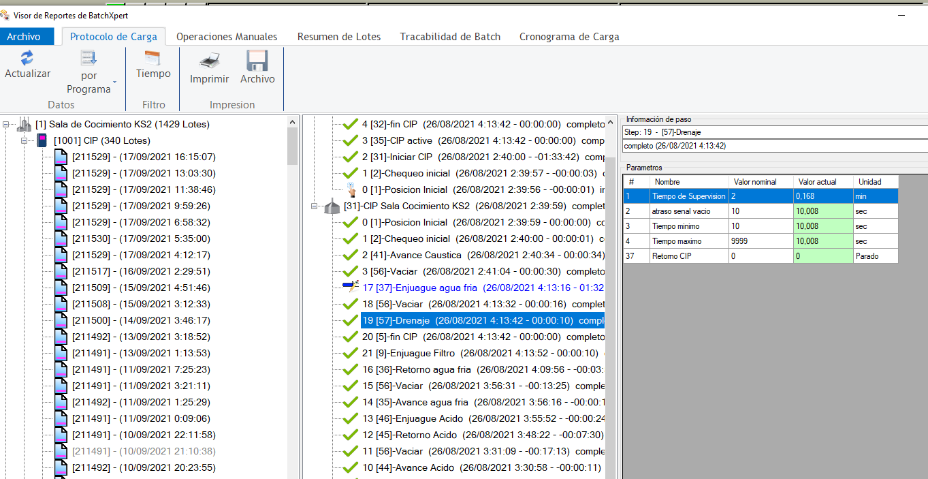 Visor de Reportes de BatchXpert
Archivo
Protocolo de Carga
Operaciones Manuales
Resumen de Lotes
Tracabilidad de Batch
Cronograma de Carga
Actualizar
por
Programa
Tiempo
Imprimir
Archivo
Datos
Filtro
Impresion
[1] Sala de Cocimiento KS2 (1429 Lotes)
[1001] CIP (340 Lotes)
[211529] - (17/09/2021 16:15:07)
[211529] - (17/09/2021 13:03:30)
[211529] - (17/09/2021 11:38:46)
[211529] - (17/09/2021 9:59:26)
[211529] - (17/09/2021 6:58:32)
[211530] - (17/09/2021 5:35:00)
[211529] - (17/09/2021 4:12:17)
[211517] - (16/09/2021 2:29:51)
[211509] - (15/09/2021 4:51:46)
[211508] - (15/09/2021 3:12:33)
[211500] - (14/09/2021 3:46:17)
[211492] - (13/09/2021 3:18:52)
[211491] - (13/09/2021 1:13:53)
[211491] - (11/09/2021 7:25:23)
[211491] - (11/09/2021 3:21:11)
[211492] - (11/09/2021 1:25:29)
[211491] - (11/09/2021 0:09:06)
[211491] - (10/09/2021 22:11:58)
[211491] - (10/09/2021 21:10:38)
[211492] - (10/09/2021 20:23:55)
4 [32]-fin CIP (26/08/2021 4:13:42 - 00:00:00) completo
3 [35]-CIP active (26/08/2021 4:13:42 - 00:00:00) comp
2 [31]-Iniciar CIP (26/08/2021 2:40:00 - -01:33:42) comp
1 [2]-Chequeo inicial (26/08/2021 2:39:57 - -00:00:03) c
0 [1]-Posicion Inicial (26/08/2021 2:39:56 - -00:00:01) i
[31]-CIP Sala Cocimiento KS2 (26/08/2021 2:39:59) complet
0 [1]-Posicion Inicial (26/08/2021 2:39:59 - 00:00:00) c
1 [2]-Chequeo inicial (26/08/2021 2:40:00 - -00:00:01) c
2 [41]-Avance Caustica (26/08/2021 2:40:34 - 00:00:34)
3 [56]-Vaciar (26/08/2021 2:41:04 - 00:00:30) complet
17 [37]-Enjuague agua fria (26/08/2021 4:13:16 - 01:32
18 [56]-Vaciar (26/08/2021 4:13:32 - 00:00:16) complet
19 [57]-Drenaje (26/08/2021 4:13:42 - 00:00:10) comple
20 [5]-fin CIP (26/08/2021 4:13:42 - 00:00:00) complet
21 [9]-Enjuague Filtro (26/08/2021 4:13:52 - 00:00:10)
16 [36]-Retorno agua fria (26/08/2021 4:09:56 - -00:03:
15 [56]-Vaciar (26/08/2021 3:56:31 - -00:13:25) comple
14 [35]-Avance agua fria (26/08/2021 3:56:16 - -00:00:1
13 [46]-Enjuague Acido (26/08/2021 3:55:52 - -00:00:24
12 [45]-Retorno Acido (26/08/2021 3:48:22 - -00:07:30)
11 [56]-Vaciar (26/08/2021 3:31:09 - -00:17:13) comple
10 [44]-Avance Acido (26/08/2021 3:30:58 - -00:00:11)
Información de paso
Step: 19 - [57]-Drenaje
completo (26/08/2021 4:13:42)
Parametros
# Nombre Valor nominal Valor actual Unidad
1 Tiempo de Supervision 2 0,168 min
2 atraso senal vacio 10 10,008 sec
3 Tiempo minimo 10 10,008 sec
4 Tiempo maximo 9999 10,008 sec
37 Retorno CIP 0 0 Parado